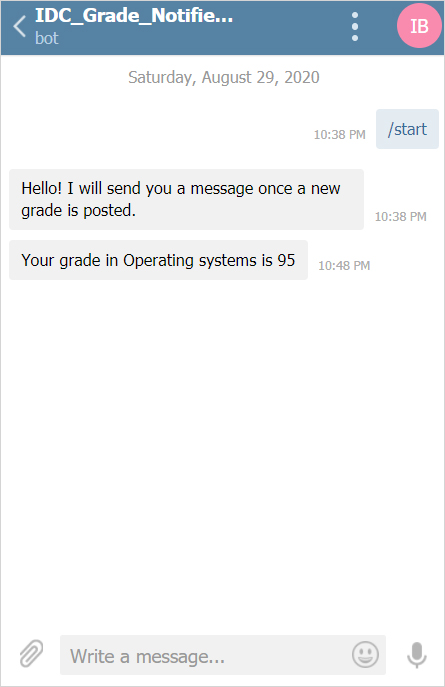 IDC_Grade_Notifie...
bot
IB
Saturday, August 29, 2020
/start
10:38 PM
Hello! I will send you a message once a new
grade is posted.
10:38 PM
Your grade in Operating systems is 95
10:48 PM
Write a message...